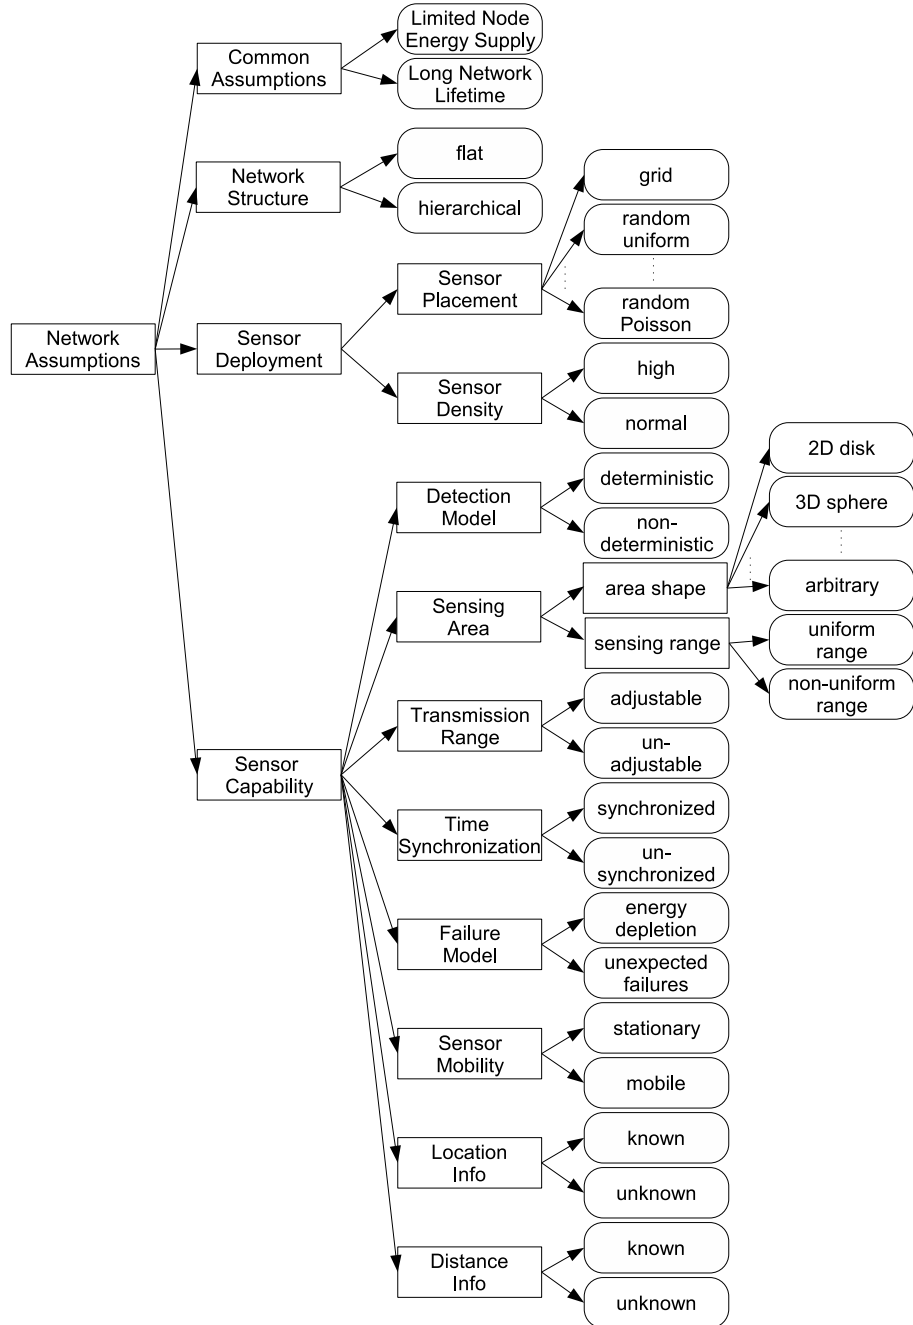 Limited Node
Energy Supply
Common
Assumptions
Long Network
Lifetime
flat
Network
Structure
hierarchical
grid
random
uniform
Sensor
Placement
random
Poisson
Network
Assumptions
Sensor
Deployment
high
Sensor
Density
normal
2D disk
deterministic
Detection
Model
3D sphere
non-
deterministic
area shape
arbitrary
Sensing
Area
sensing range
uniform
range
non-uniform
range
adjustable
Transmission
Range
un-
adjustable
Sensor
Capability
synchronized
Time
Synchronization
un-
synchronized
energy
depletion
Failure
Model
unexpected
failures
stationary
Sensor
Mobility
mobile
known
Location
Info
unknown
known
Distance
Info
unknown